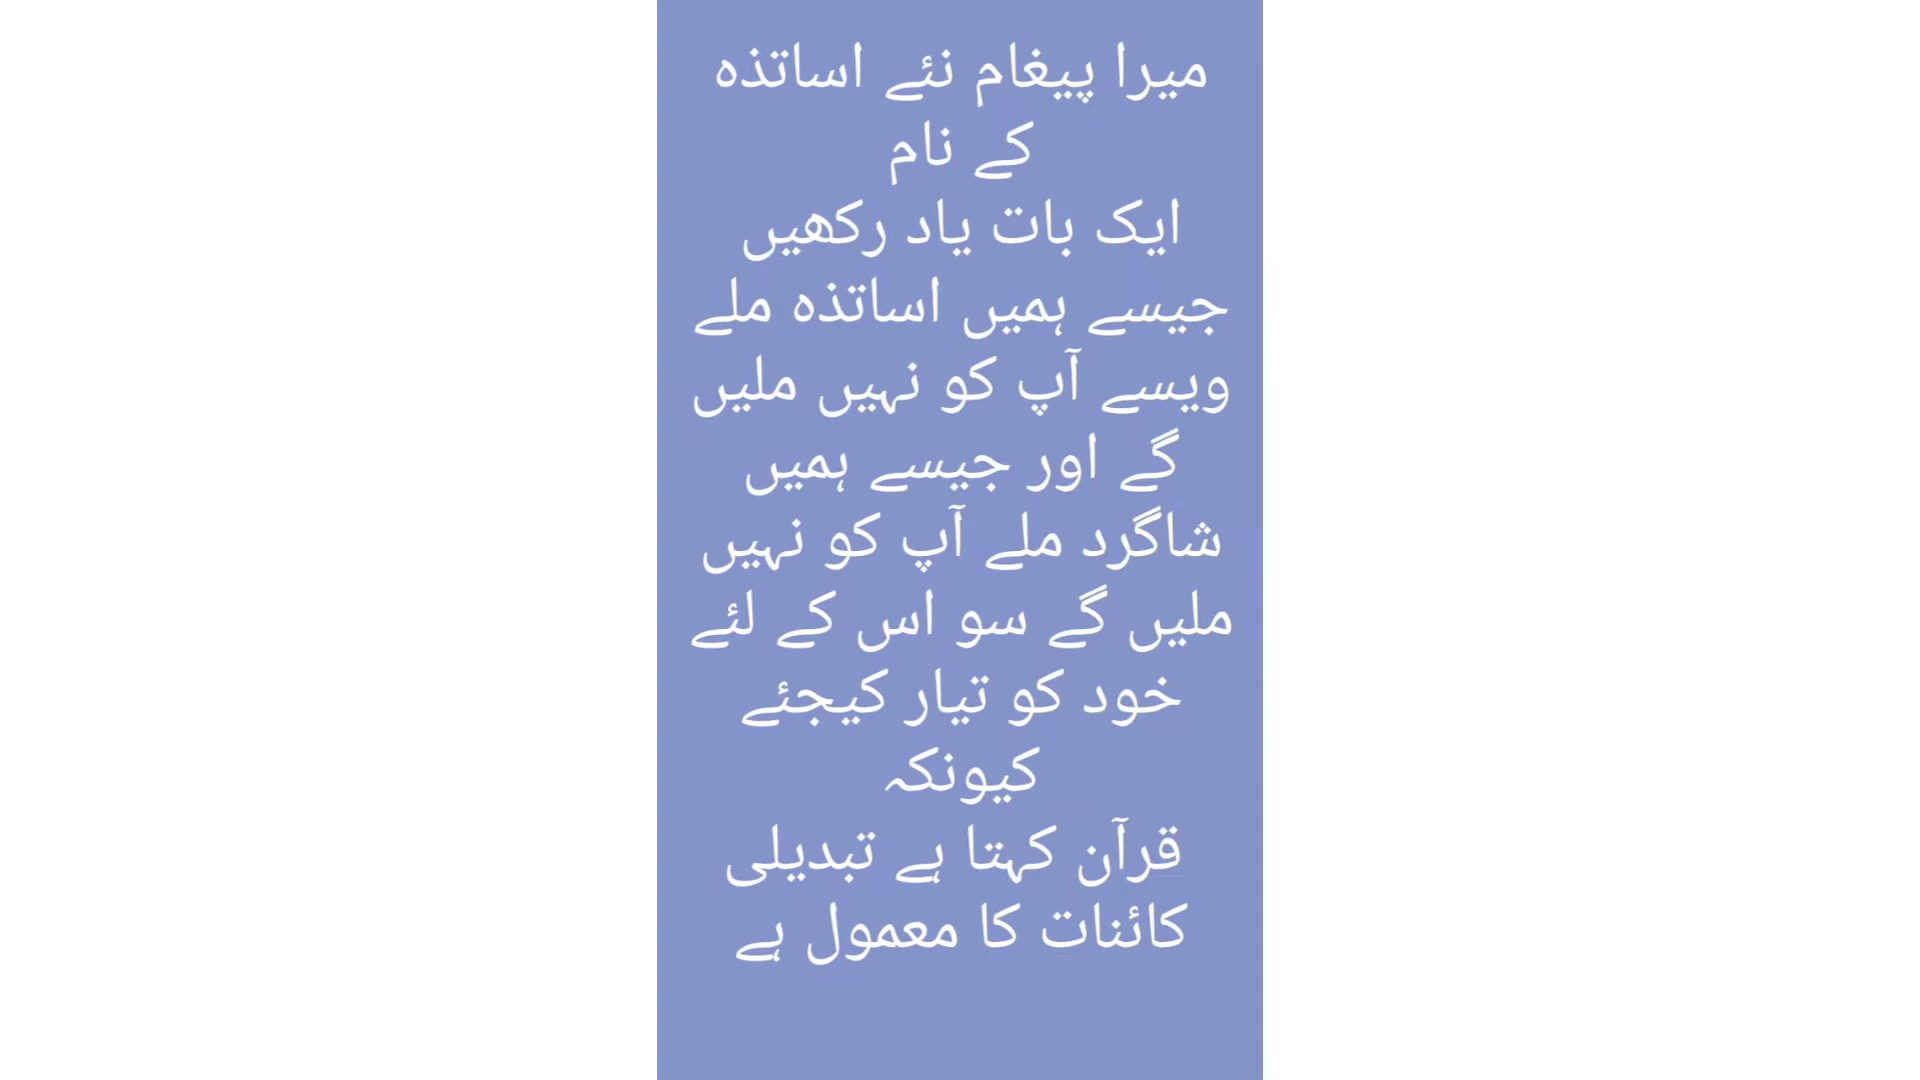 میرا پیغام نئے اساتذہ
کے نام
ایک بات یاد رکھیں
جیسے ہمیں اساتذہ ملے
ویسے آپ کو نہیں ملیں
گے اور جیسے ہمیں
شاگرد ملے آپ کو نہیں
ملیں گے سو اس کے لئے
خود کو تیار کیجئے
کیونکہ
قرآن کہتا ہے تبدیلی
کائنات کا معمول ہے